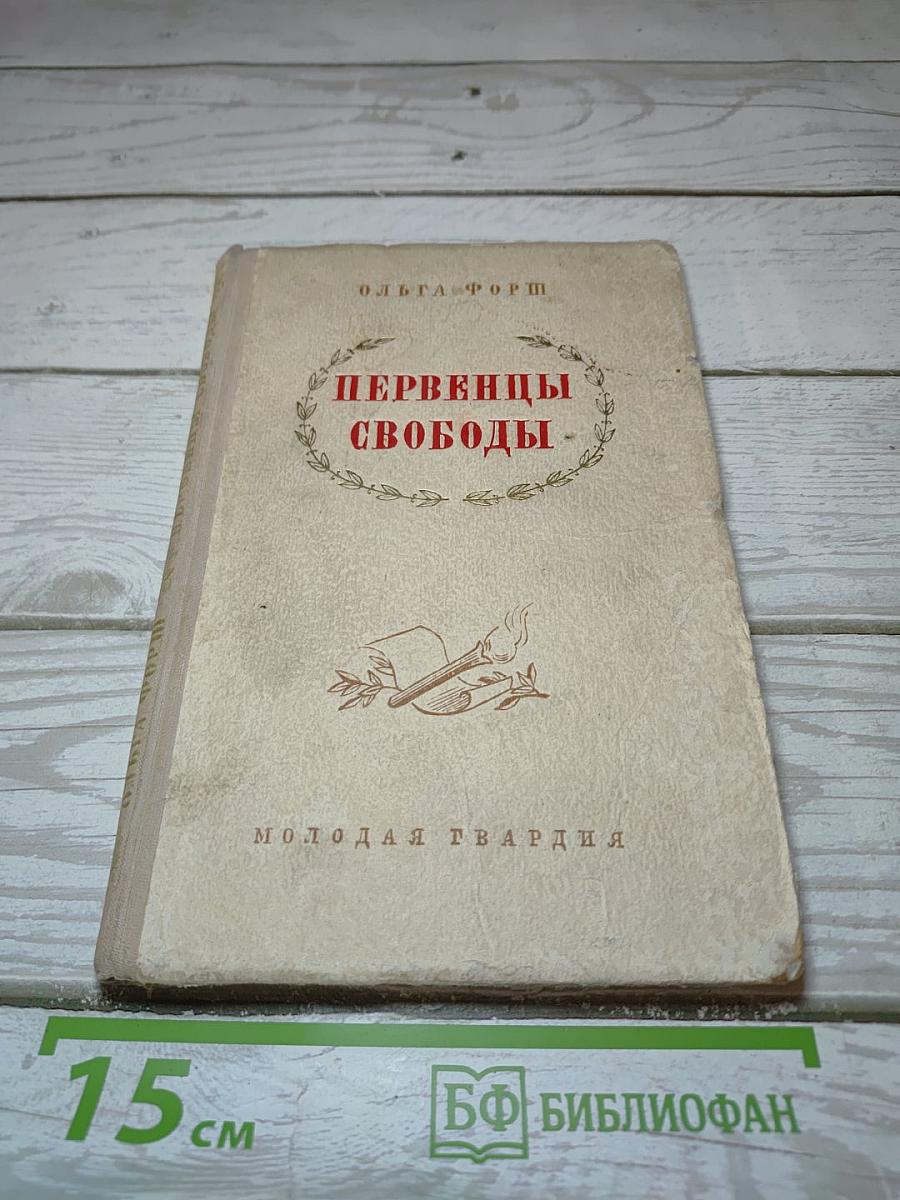 ОЛЬГА ФОРШ
ПЕРВЕНЦЫ
СВОБОДЫ
МОЛОДАЯ ГВАРДИЯ
15 см
БФ БИБЛИОФАН